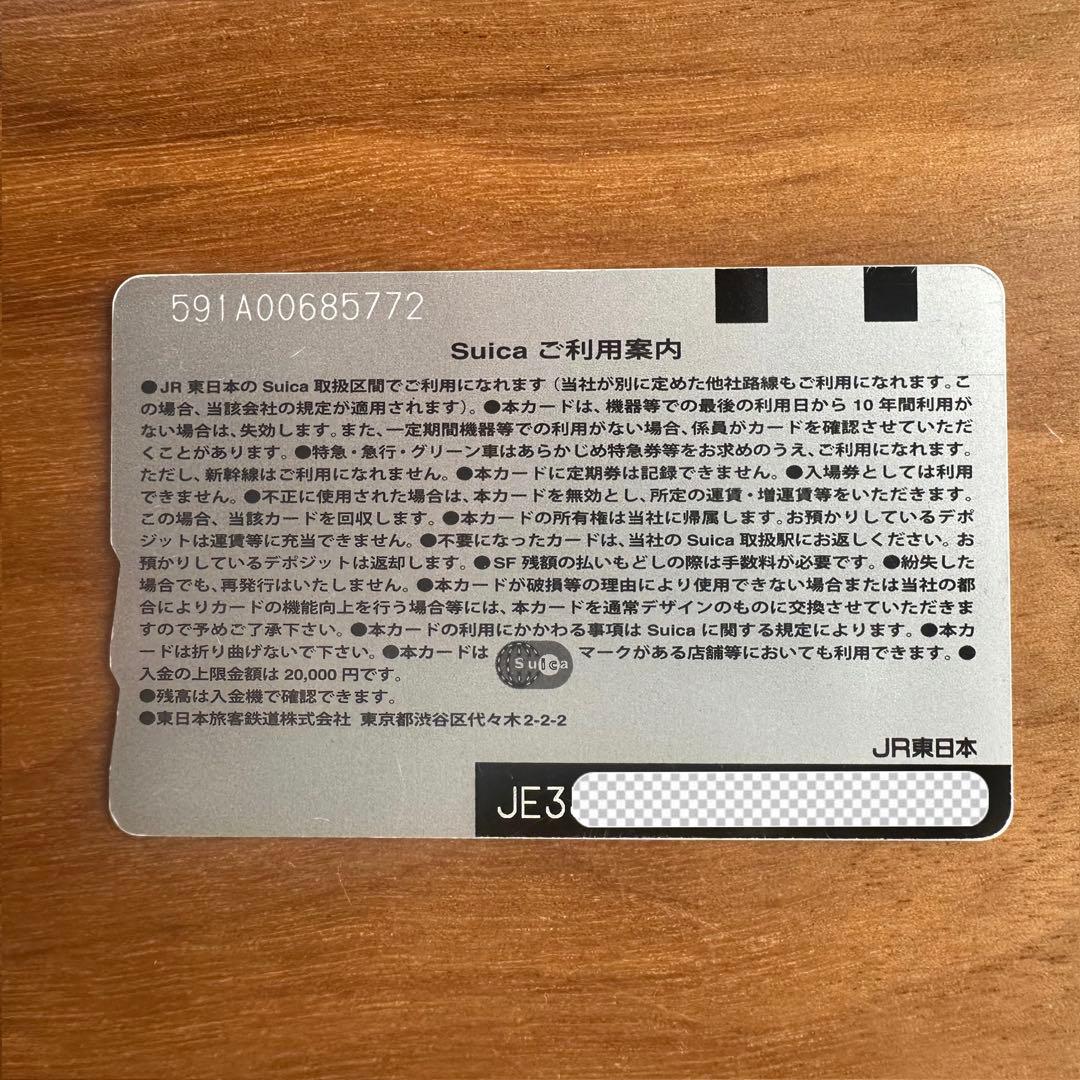 591A00685772
Suica ご利用案内
●JR 東日本の Suica 取扱区間でご利用になれます（当社が別に定めた他社路線もご利用になれます。こ
の場合、当該会社の規定が適用されます）。●本カードは、機器等での最後の利用日から 10 年間利用が
ない場合は、失効します。また、一定期間機器等での利用がない場合、係員がカードを確認させていただ
くことがあります。●特急・急行・グリーン車はあらかじめ特急券等をお求めのうえ、ご利用になれます。
ただし、新幹線はご利用になれません。●本カードに定期券は記録できません。●入場券としては利用
できません。●不正に使用された場合は、本カードを無効とし、所定の運賃・増運賃等をいただきます。
この場合、当該カードを回収します。●本カードの所有権は当社に帰属します。お預かりしているデポ
ジットは運賃等に充当できません。●不要になったカードは、当社の Suica 取扱駅にお返しください。お
預かりしているデポジットは返却します。●SF 残額の払いもどしの際は手数料が必要です。●紛失した
場合でも、再発行はいたしません。●本カードが破損等の理由により使用できない場合または当社の都
合によりカードの機能向上を行う場合等には、本カードを通常デザインのものに交換させていただきま
すので予めご了承下さい。●本カードの利用にかかわる事項は Suica に関する規定によります。●本カ
ードは折り曲げないで下さい。●本カードは Suica マークがある店舗等においても利用できます。●
入金の上限金額は 20,000 円です。
●残高は入金機で確認できます。
●東日本旅客鉄道株式会社 東京都渋谷区代々木2-2-2
JR東日本
JE3